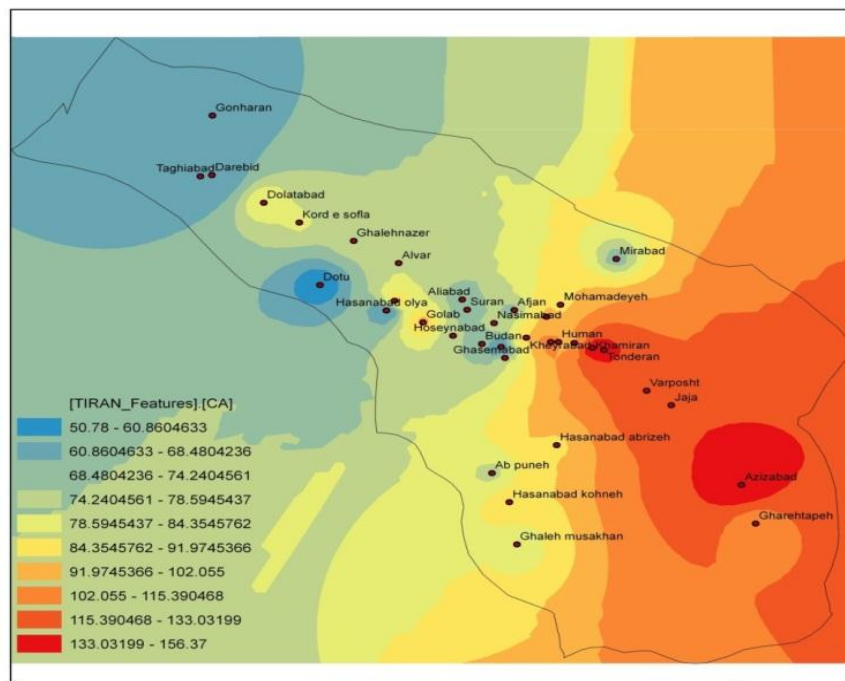 Gonharan
Taghiabad Darebid
Dolatabad
Kord e sofla
Ghalehnazer
Alvar
Mirabad
Dotu
Aliabad
Hasanabad olya
Suran
Afjan
Mohamadeyeh
Golab
Nasimabad
Hoseynabad
Budan
Human
Ghasemabad
Kheyrabad Khamiran
Tonderan
Varposht
Jaja
Hasanabad abrizeh
Ab puneh
Azizabad
Hasanabad kohneh
Gharehtapeh
Ghaleh musakhan
[TIRAN_Features].[CA]
50.78 - 60.8604633
60.8604633 - 68.4804236
68.4804236 - 74.2404561
74.2404561 - 78.5945437
78.5945437 - 84.3545762
84.3545762 - 91.9745366
91.9745366 - 102.055
102.055 - 115.390468
115.390468 - 133.03199
133.03199 - 156.37